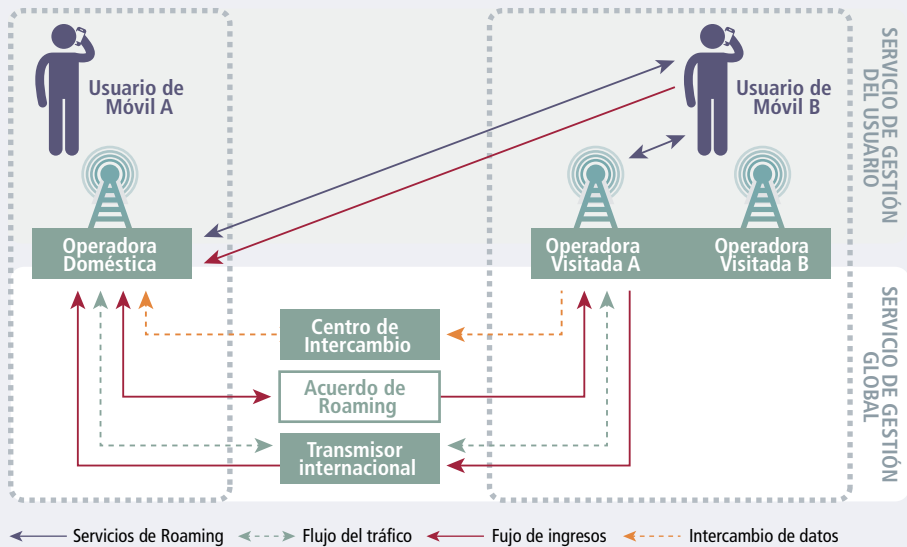 Usuario de
Móvil A
Usuario de
Móvil B
SERVICIO DE GESTIÓN
DEL USUARIO
Operadora
Doméstica
Operadora
Visitada A
Operadora
Visitada B
Centro de
Intercambio
Acuerdo de
Roaming
Transmisor
internacional
SERVICIO DE GESTIÓN
GLOBAL
Servicios de Roaming
Flujo del tráfico
Fujo de ingresos
Intercambio de datos